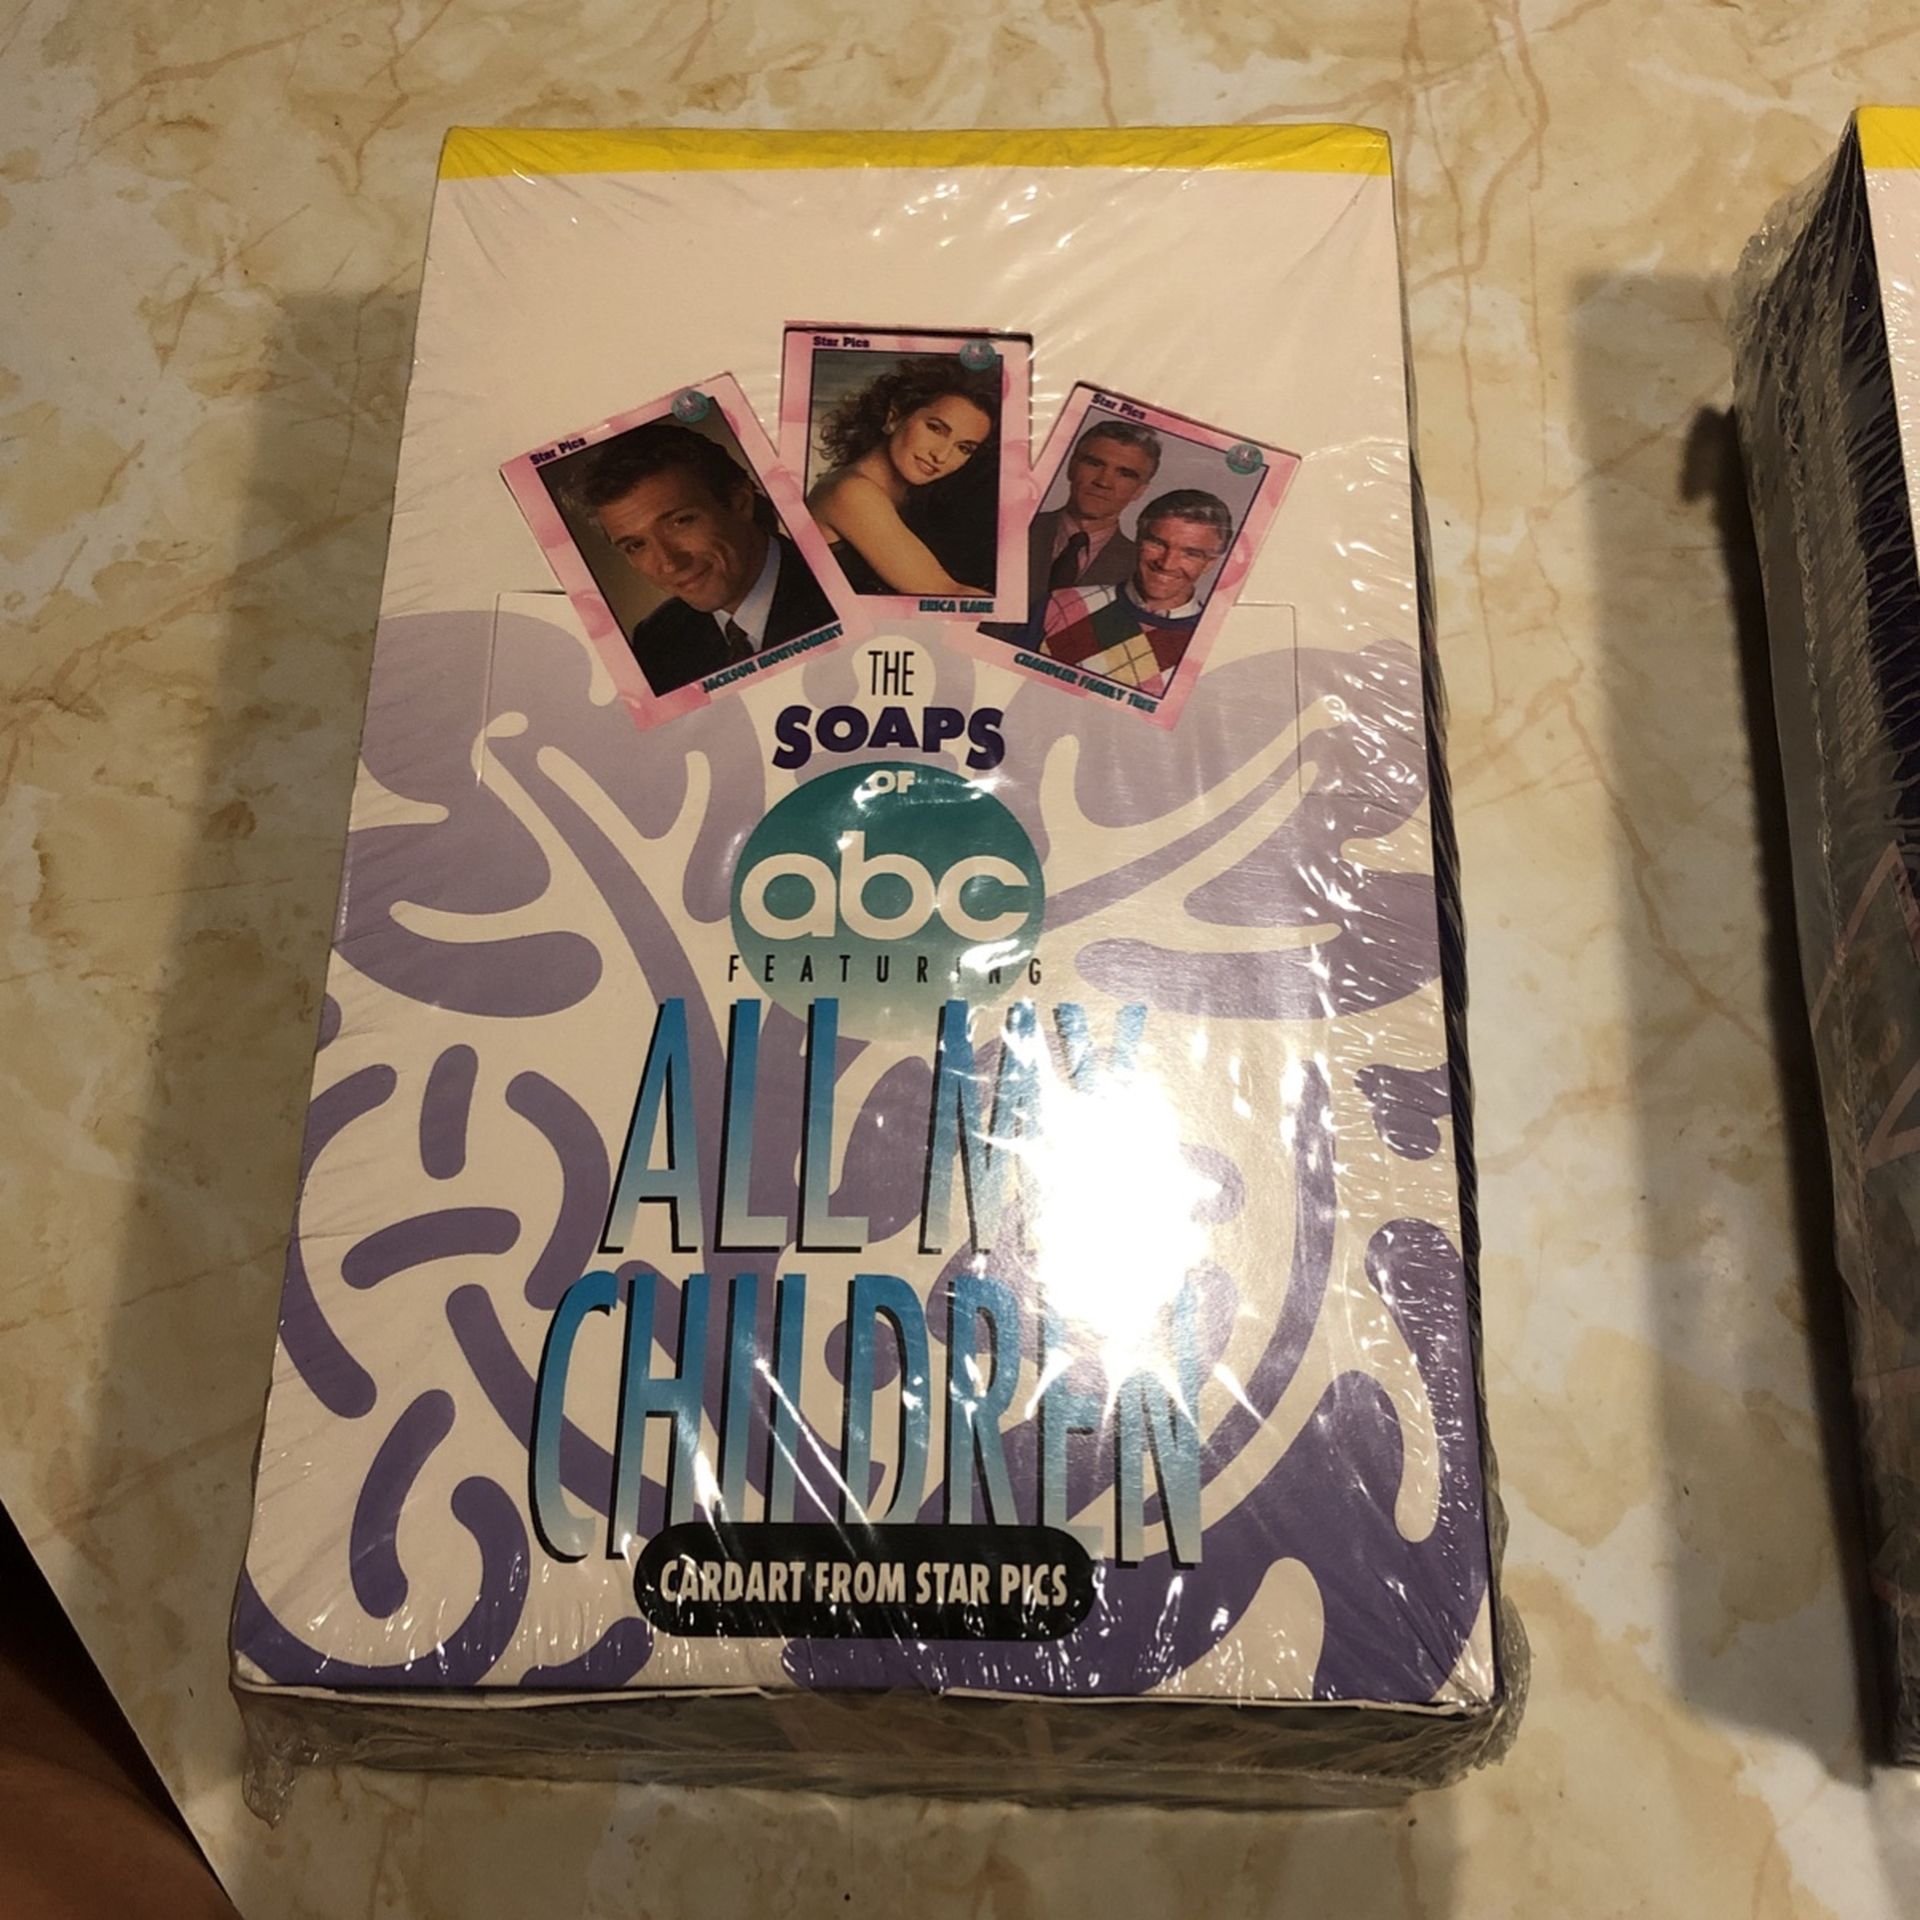 Star Pics
Star Pics
Star Pics
JACKSON MONTGOMERY
ERICA KANE
CHANDLER FAMILY TREE
THE
SOAPS
OF
abc
FEATURING
ALL MY
CHILDREN
CARDART FROM STAR PICS